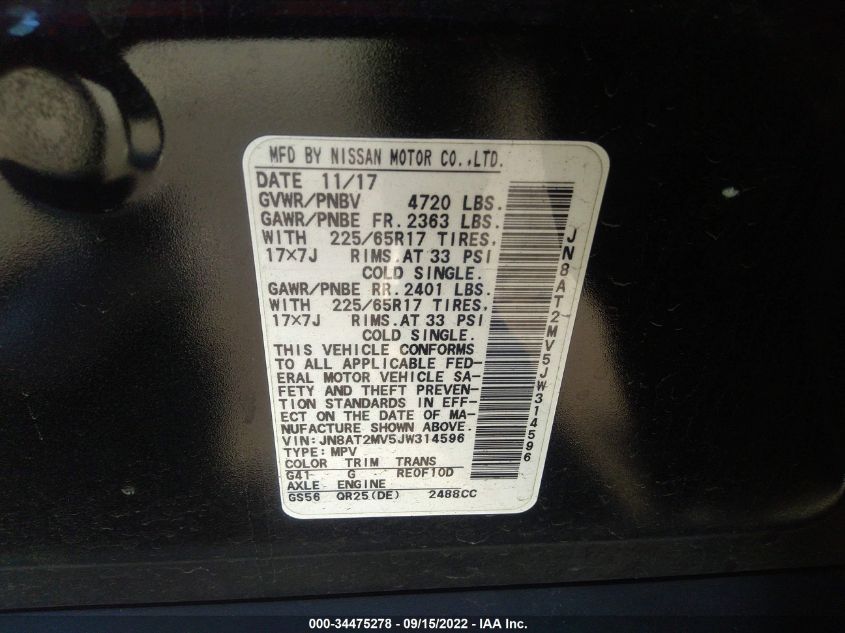 MFD BY NISSAN MOTOR CO.,LTD.
DATE 11/17
GVWR/PNBV 4720 LBS.
GAWR/PNBE FR. 2363 LBS.
WITH 225/65R17 TIRES,
17×7J RIMS.AT 33 PSI
COLD SINGLE.
GAWR/PNBE RR. 2401 LBS.
WITH 225/65R17 TIRES,
17×7J RIMS.AT 33 PSI
COLD SINGLE.
THIS VEHICLE CONFORMS
TO ALL APPLICABLE FED-
ERAL MOTOR VEHICLE SA-
FETY AND THEFT PREVEN-
TION STANDARDS IN EFF-
ECT ON THE DATE OF MA-
NUFACTURE SHOWN ABOVE.
VIN:JN8AT2MV5JW314596
TYPE:MPV
COLOR TRIM TRANS
G41 G RE0F10D
AXLE ENGINE
GS56 QR25(DE) 2488CC
JN8AT2MV5JW314596
000-34475278 - 09/15/2022 - IAA Inc.